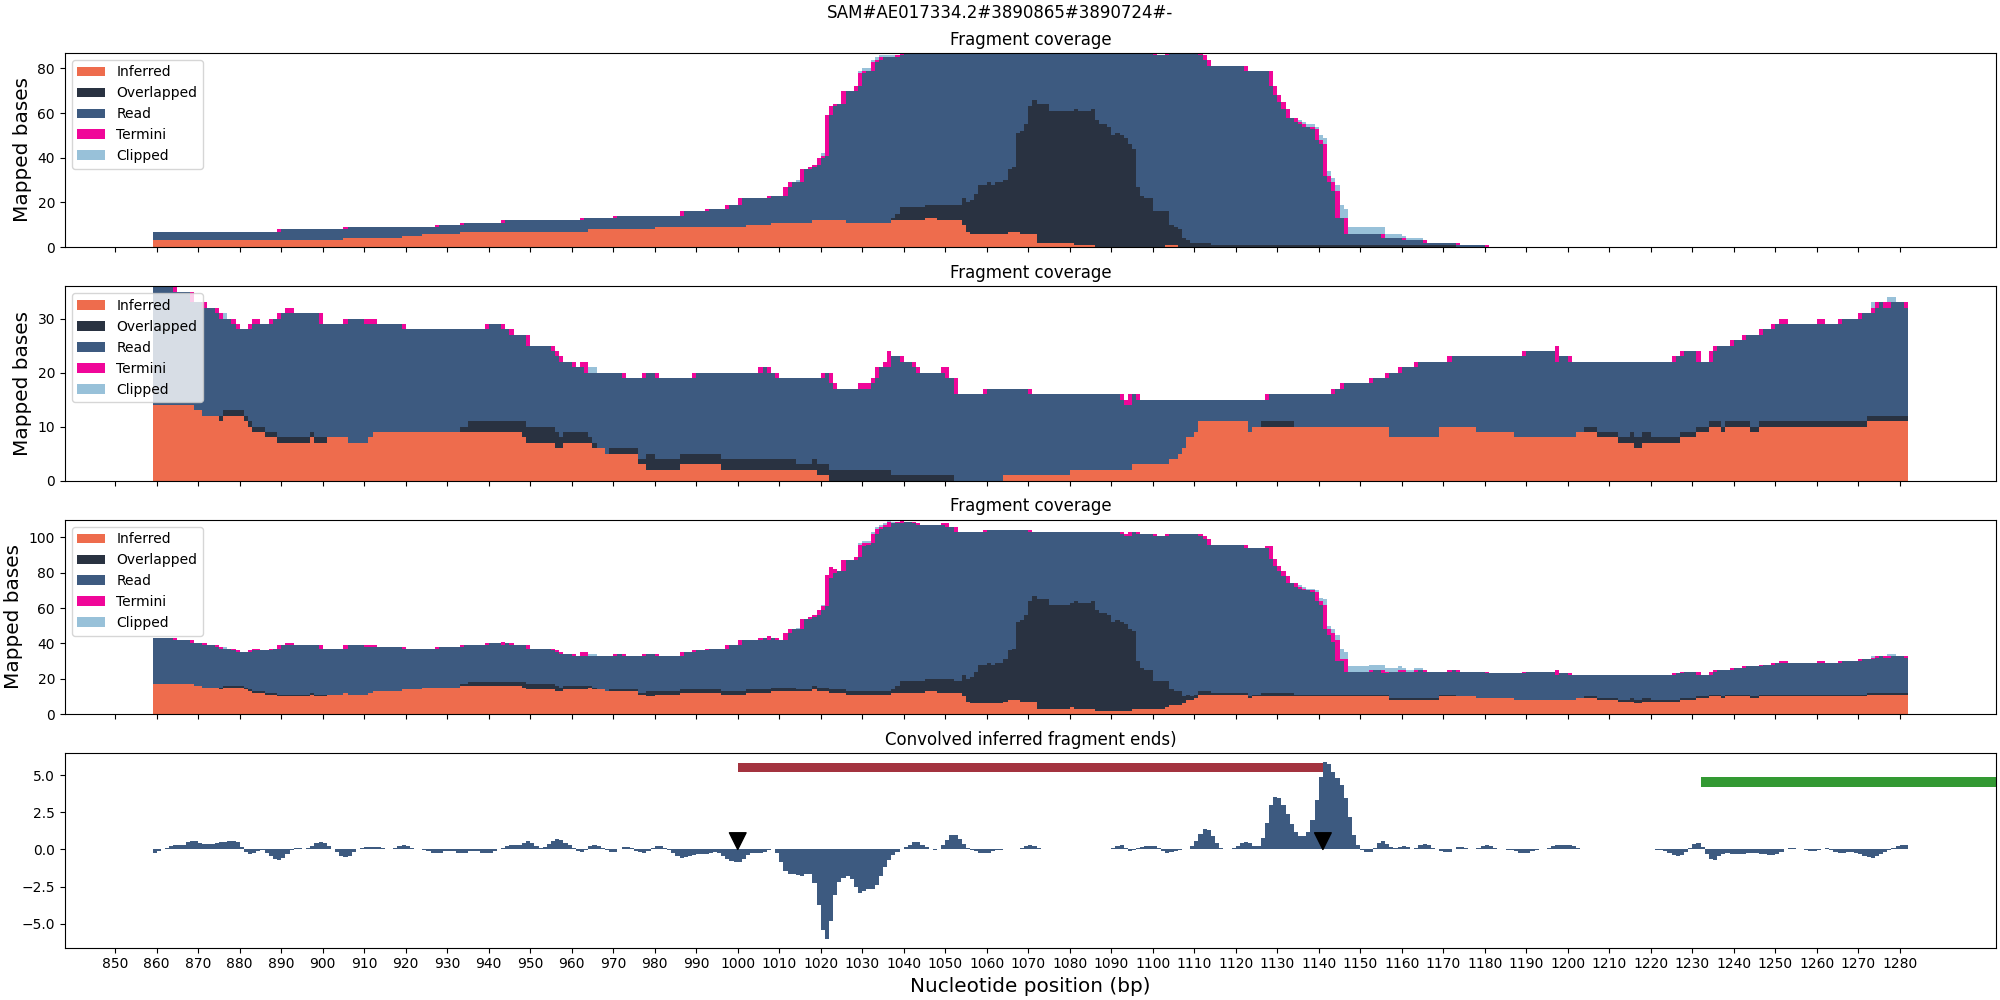 SAM#AE017334.2#3890865#3890724#-
Fragment coverage
Mapped bases
80
60
40
20
0
Inferred
Overlapped
Read
Termini
Clipped
Fragment coverage
Mapped bases
30
20
10
0
Inferred
Overlapped
Read
Termini
Clipped
Fragment coverage
Mapped bases
100
80
60
40
20
0
Inferred
Overlapped
Read
Termini
Clipped
Convolved inferred fragment ends)
5.0
2.5
0.0
−2.5
−5.0
850 860 870 880 890 900 910 920 930 940 950 960 970 980 990 1000 1010 1020 1030 1040 1050 1060 1070 1080 1090 1100 1110 1120 1130 1140 1150 1160 1170 1180 1190 1200 1210 1220 1230 1240 1250 1260 1270 1280
Nucleotide position (bp)